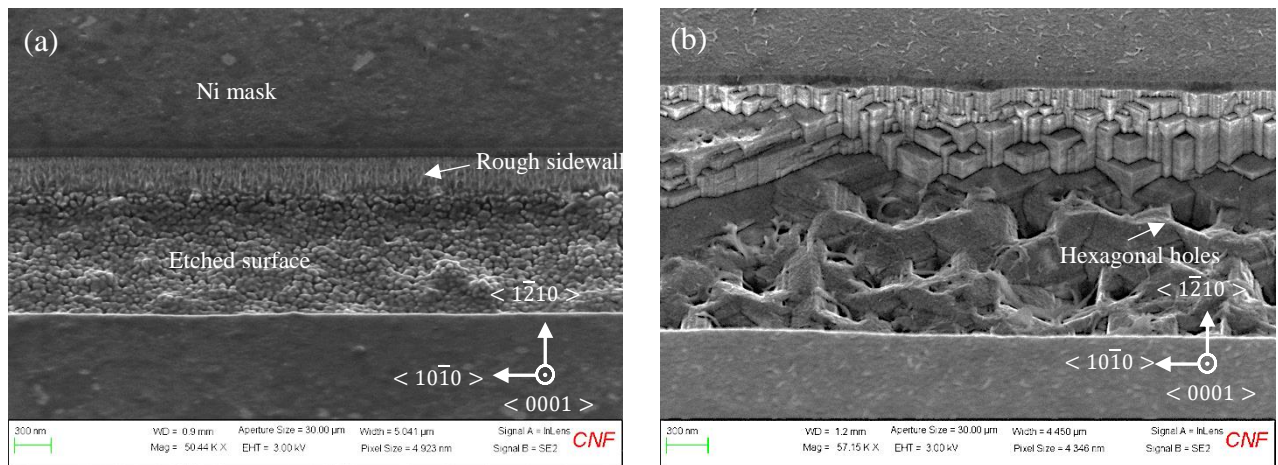 (a)
Ni mask
Rough sidewall
Etched surface
< 11̅10 >
< 101̅0 >
< 0001 >
300 nm
WD = 0.9 mm
Mag = 50.44 K X
Aperture Size = 30.00 µm
EHT = 3.00 kV
Width = 5.041 µm
Pixel Size = 4.923 nm
Signal A = InLens
Signal B = SE2
CNF
(b)
Hexagonal holes
< 12̅10 >
< 101̅0 >
< 0001 >
300 nm
WD = 1.2 mm
Mag = 57.15 K X
Aperture Size = 30.00 µm
EHT = 3.00 kV
Width = 4.450 µm
Pixel Size = 4.346 nm
Signal A = InLens
Signal B = SE2
CNF